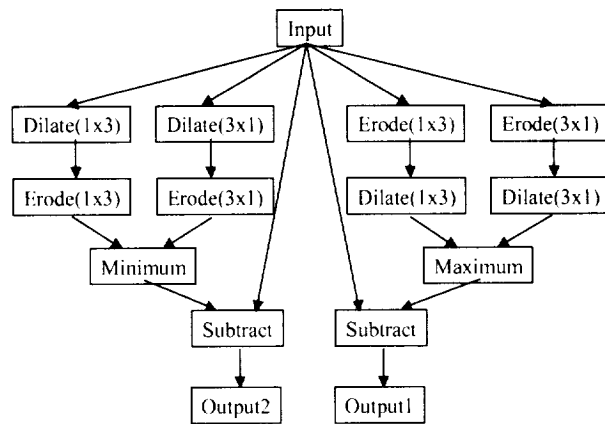 Input
Dilate(1x3)
Dilate(3x1)
Erode(1x3)
Erode(3x1)
Erode(1x3)
Erode(3x1)
Dilate(1x3)
Dilate(3x1)
Minimum
Maximum
Subtract
Subtract
Output2
Output1